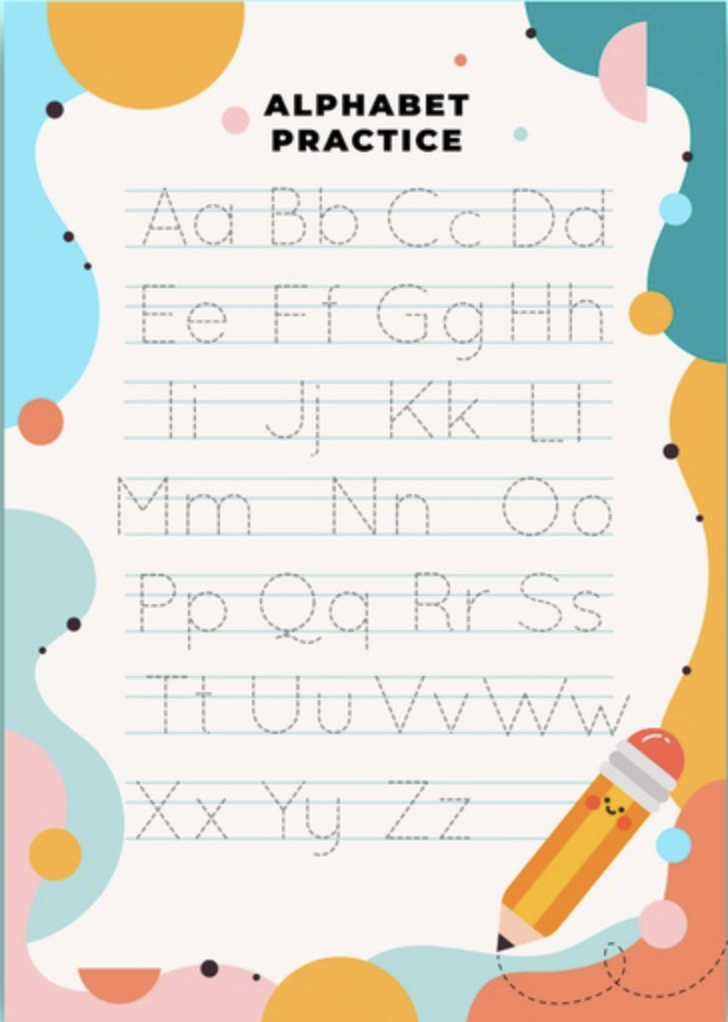 ALPHABET
PRACTICE
Aa Bb Cc Dd
Ee Ff Gg Hh
Ii Jj Kk Ll
Mm Nn Oo
Pp Qq Rr Ss
Tt Uu Vv Ww
Xx Yy Zz